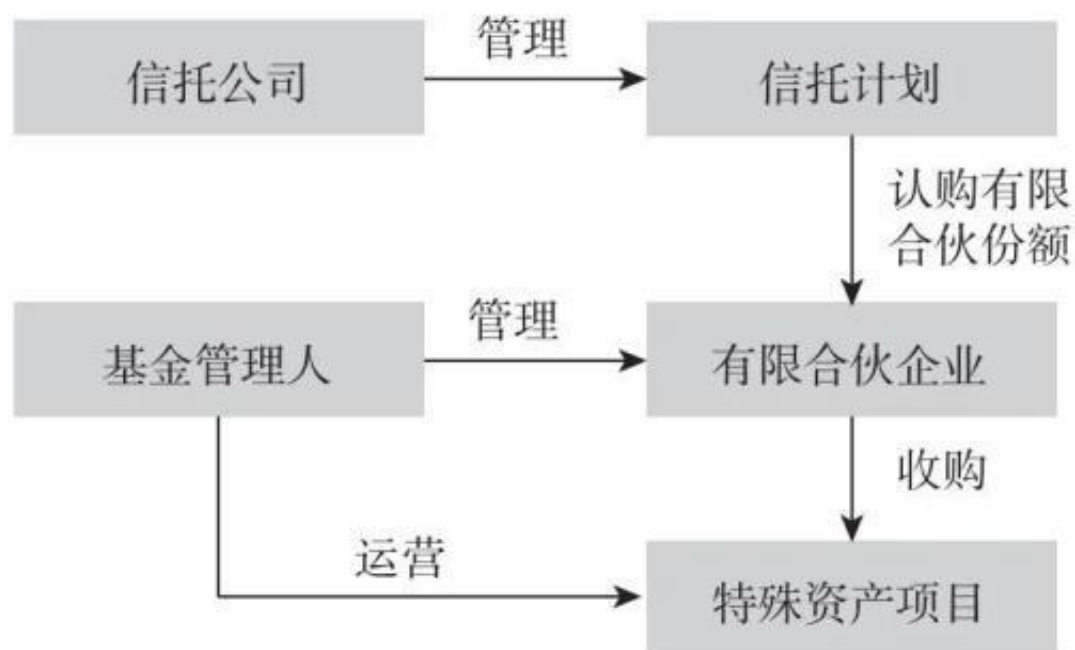 管理
信托公司
信托计划
认购有限
合伙份额
管理
基金管理人
有限合伙企业
收购
运营
特殊资产项目